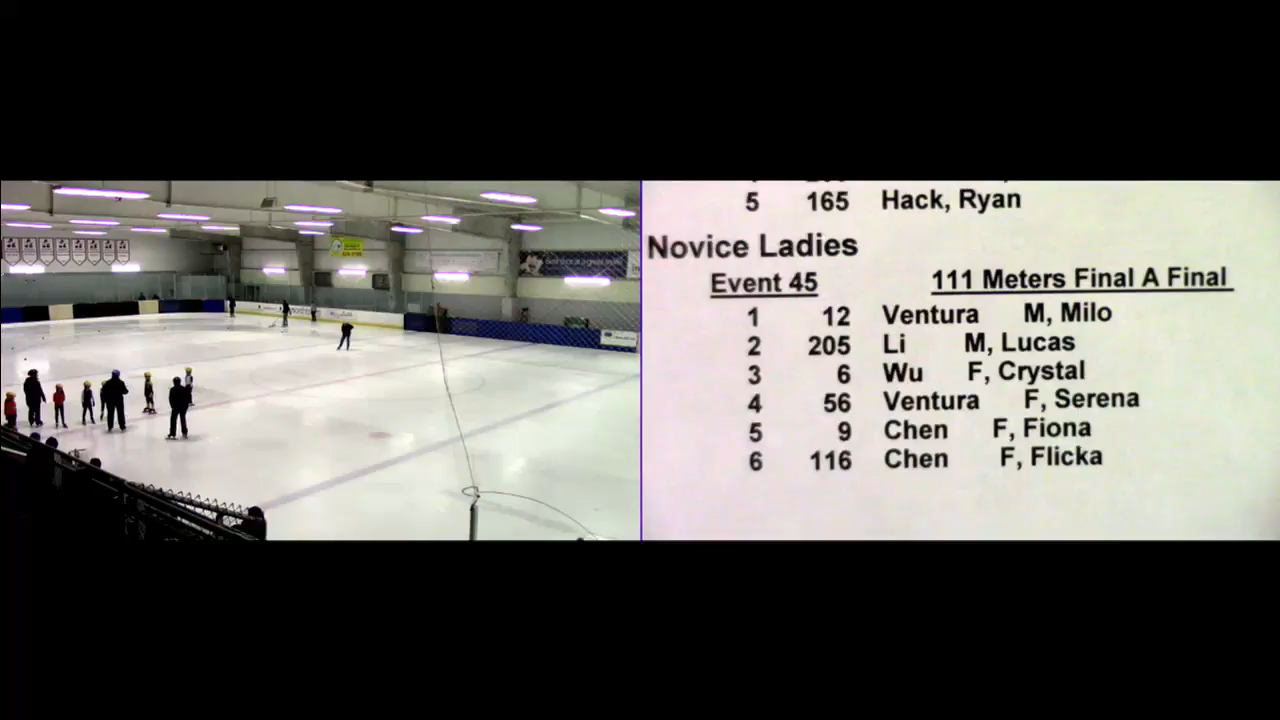 5 165 Hack, Ryan
Novice Ladies
Event 45 111 Meters Final A Final
1 12 Ventura M, Milo
2 205 Li M, Lucas
3 6 Wu F, Crystal
4 56 Ventura F, Serena
5 9 Chen F, Fiona
6 116 Chen F, Flicka